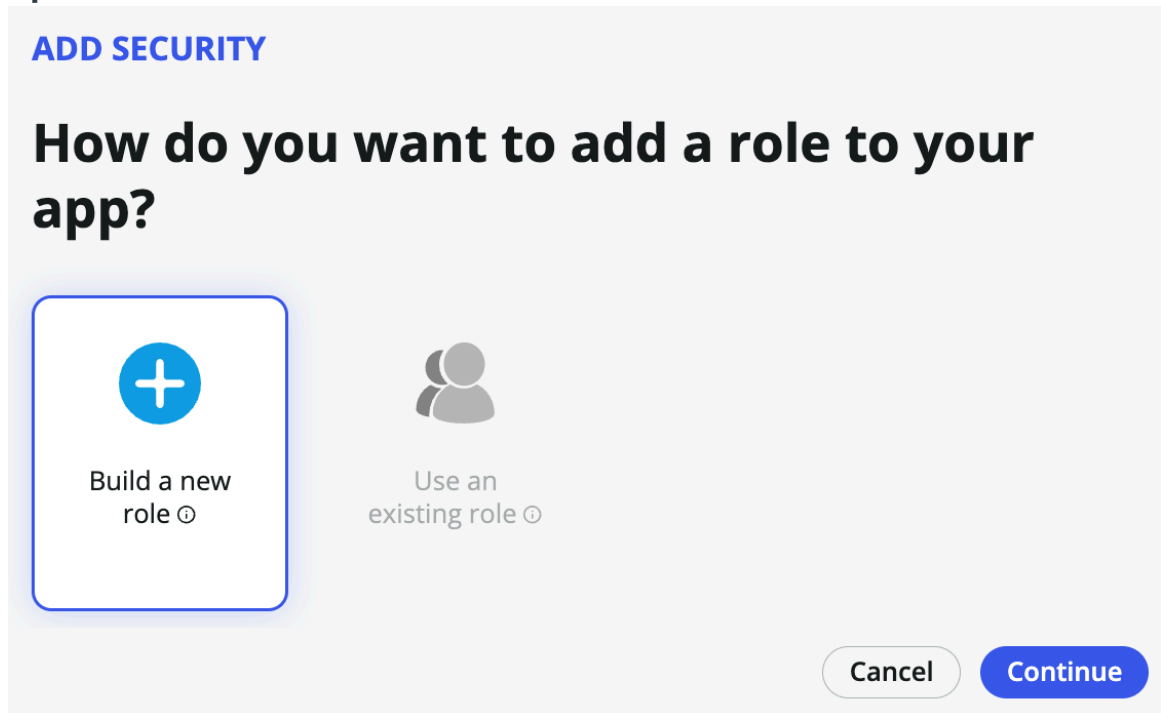 ADD SECURITY
How do you want to add a role to your
app?
Build a new
role
Use an
existing role
Cancel
Continue